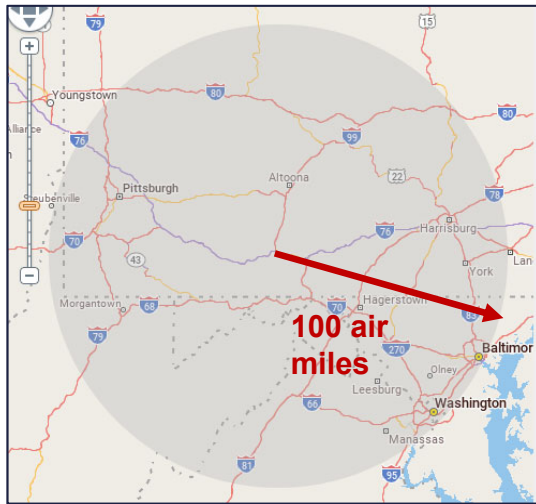 79
15
+
Youngstown
80
80
Alliance
76
99
80
Altoona
22
78
Pittsburgh
Steubenville
76
Harrisburg
70
43
York
Lan
Morgantown
68
70
Hagerstown
83
100 air
miles
79
270
Baltimor
Olney
Leesburg
Washington
66
Manassas
81
95